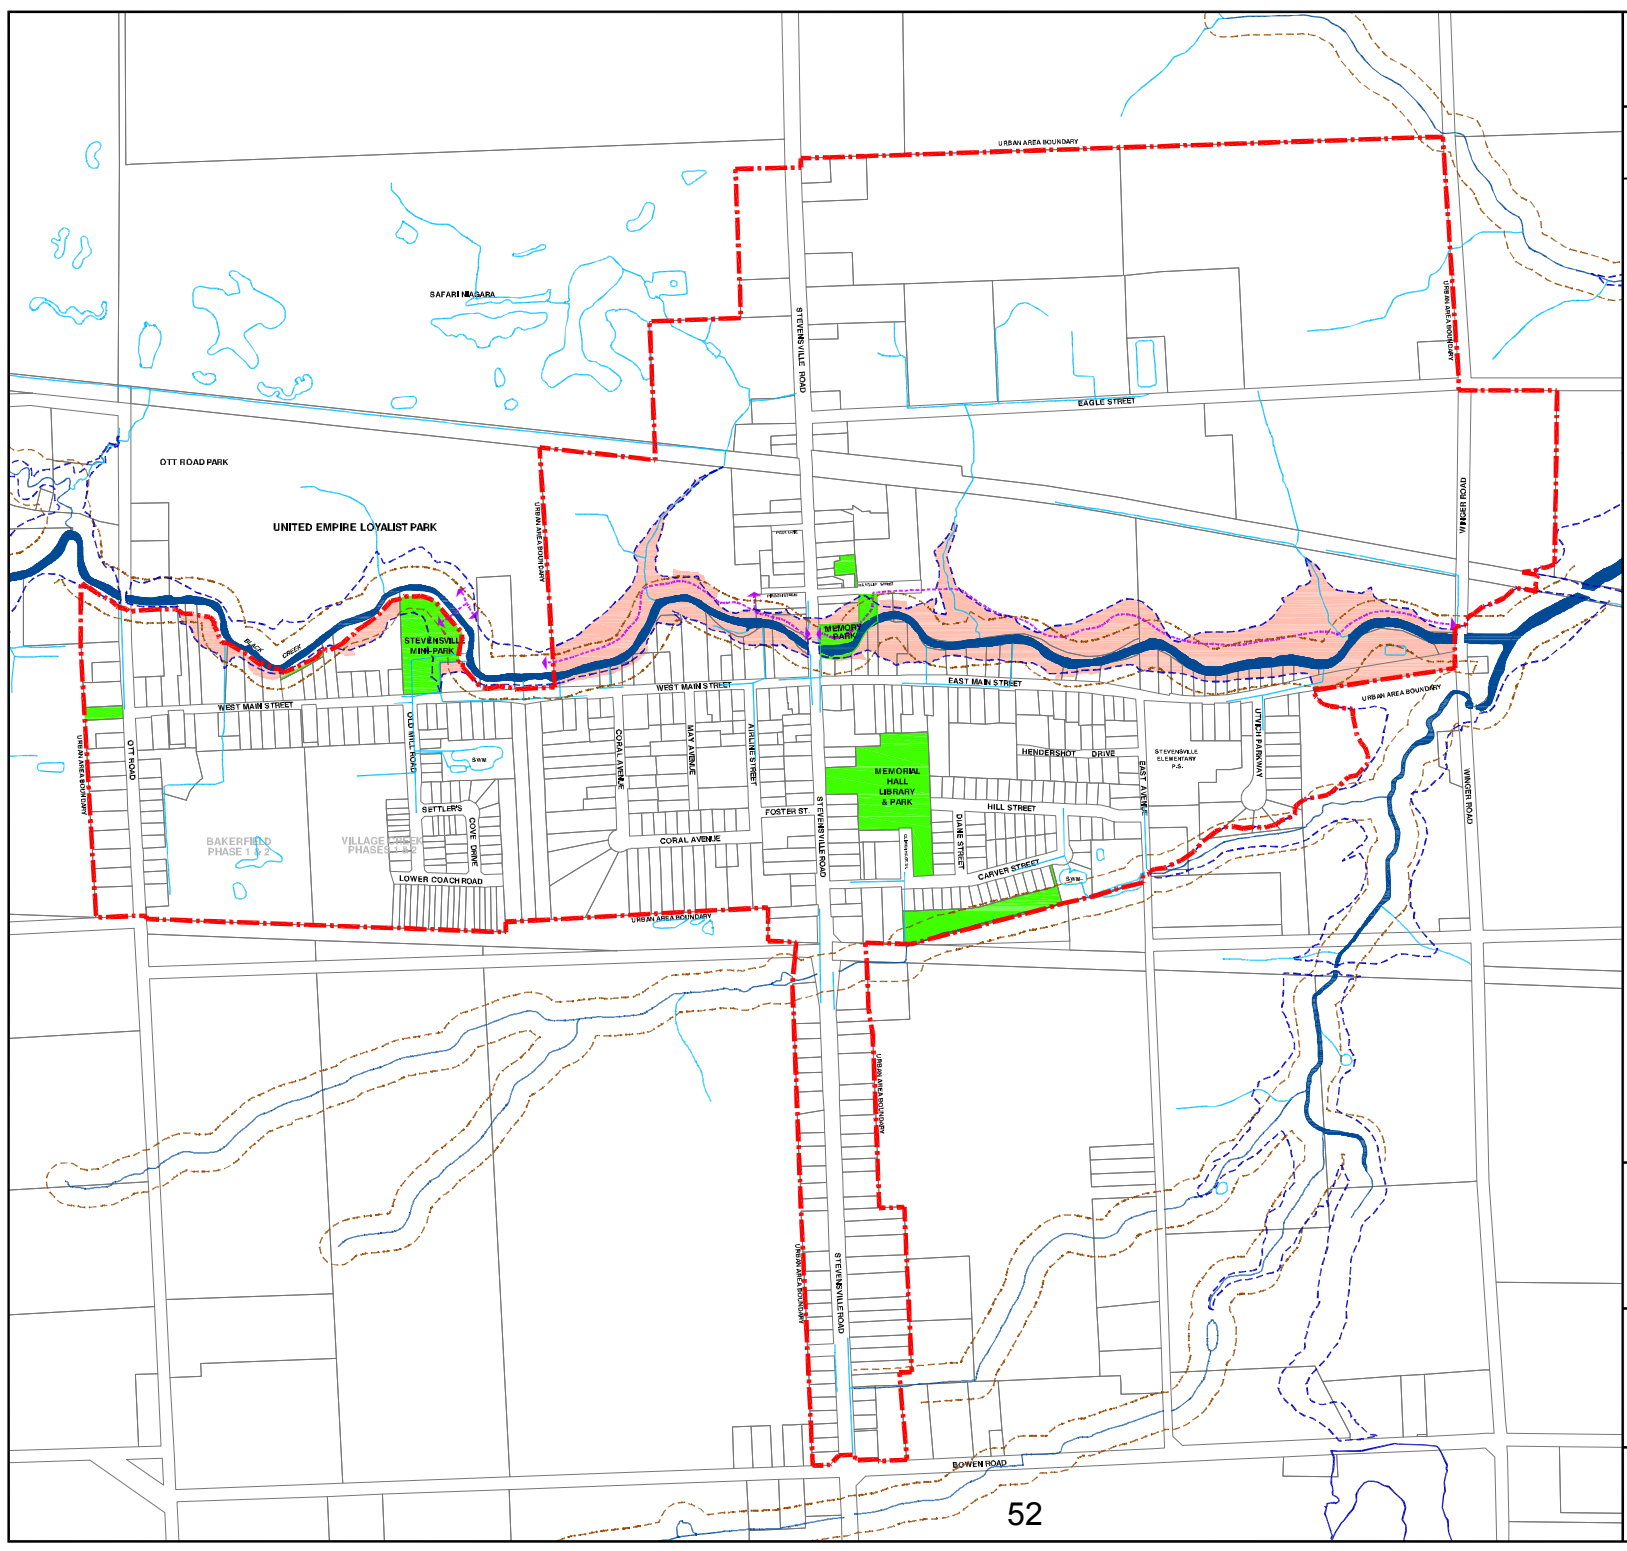 URBAN AREA BOUNDARY
SAFARI NIAGARA
STEVENSVILLE ROAD
URBAN AREA BOUNDARY
EAGLE STREET
OTT ROAD PARK
URBAN AREA BOUNDARY
WINGER ROAD
UNITED EMPIRE LOYALIST PARK
BLACK
CREEK
STEVENSVILL
MINI-PARK
MEMORY
PARK
WEST MAIN STREET
EAST MAIN STREET
URBAN AREA BOUNDARY
WEST MAIN STREET
URBAN AREA BOUNDARY
OTT ROAD
OLD MILL ROAD
SWM
CORAL AVENUE
MAY AVENUE
AIRLINE STREET
HENDERSHOT DRIVE
EAST AVENUE
STEVENSVILLE
ELEMENTARY
P.S.
UTVICH PARKWAY
WINGER ROAD
MEMORIAL
HALL
LIBRARY
& PARK
SETTLER'S
COVE DRIVE
FOSTER ST.
STEVENSVILLE ROAD
HILL STREET
DIANE STREET
BAKERFIELD
PHASE 1 & 2
VILLAGE CREEK
PHASES 1 & 2
CORAL AVENUE
CARVER STREET
LOWER COACH ROAD
SWM
URBAN AREA BOUNDARY
URBAN AREA BOUNDARY
URBAN AREA BOUNDARY
STEVENSVILLE ROAD
BOWEN ROAD
52